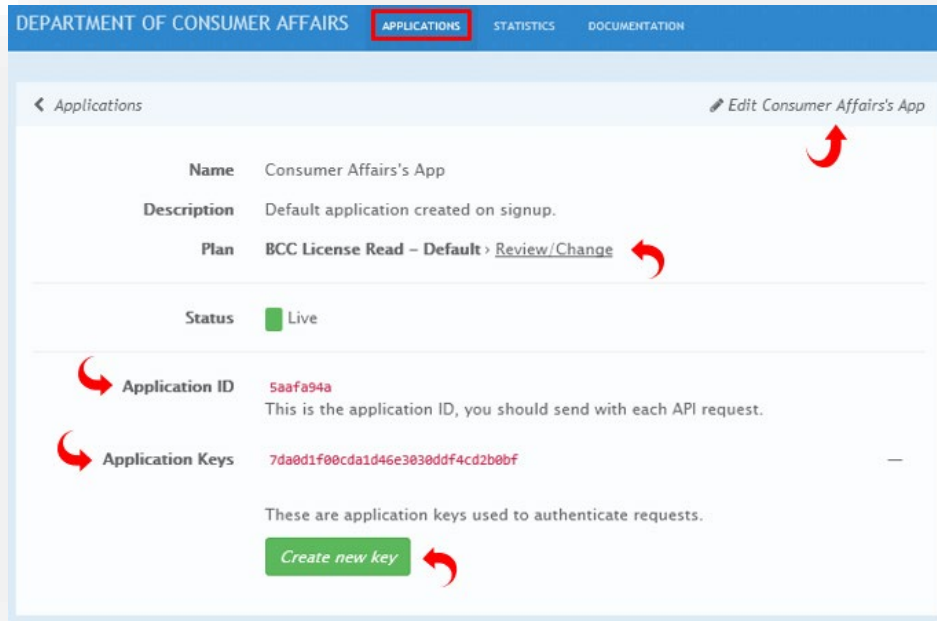 DEPARTMENT OF CONSUMER AFFAIRS APPLICATIONS STATISTICS DOCUMENTATION
Applications Edit Consumer Affairs's App
Name Consumer Affairs's App
Description Default application created on signup.
Plan BCC License Read – Default › Review/Change
Status Live
Application ID 5aafa94a
This is the application ID, you should send with each API request.
Application Keys 7da0d1f00cda1d46e3030ddf4cd2b0bf
These are application keys used to authenticate requests.
Create new key